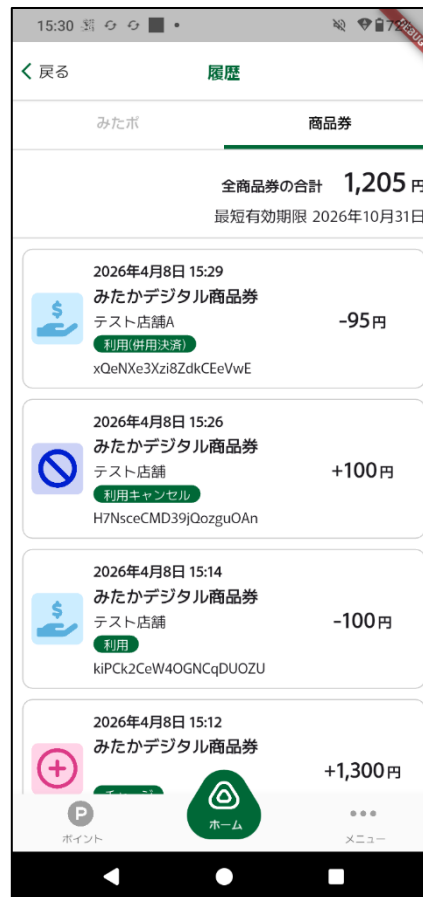 15:30
DEBUG
戻る
履歴
みたポ
商品券
全商品券の合計 1,205 円
最短有効期限 2026年10月31日
2026年4月8日 15:29
みたかデジタル商品券
テスト店舗A
-95円
利用(併用決済)
xQeNXe3Xzi8ZdkCEeVwE
2026年4月8日 15:26
みたかデジタル商品券
テスト店舗
+100円
利用キャンセル
H7NsceCMD39jQozguOAn
2026年4月8日 15:14
みたかデジタル商品券
テスト店舗
-100円
利用
kiPCk2CeW4OGNCqDUOZU
2026年4月8日 15:12
みたかデジタル商品券
+1,300円
チャージ
P
ポイント
ホーム
メニュー